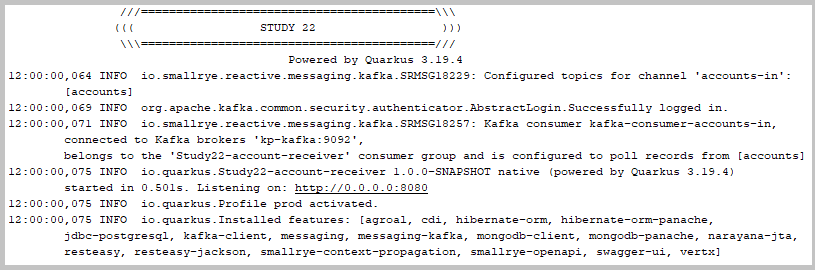 ///==========================================\\\
(((                    STUDY 22                  )))
\\\==========================================///
Powered by Quarkus 3.19.4
12:00:00,064 INFO  io.smallrye.reactive.messaging.kafka.SRMSG18229: Configured topics for channel 'accounts-in':
[accounts]
12:00:00,069 INFO  org.apache.kafka.common.security.authenticator.AbstractLogin.Successfully logged in.
12:00:00,071 INFO  io.smallrye.reactive.messaging.kafka.SRMSG18257: Kafka consumer kafka-consumer-accounts-in,
connected to Kafka brokers 'kp-kafka:9092',
belongs to the 'Study22-account-receiver' consumer group and is configured to poll records from [accounts]
12:00:00,075 INFO  io.quarkus.Study22-account-receiver 1.0.0-SNAPSHOT native (powered by Quarkus 3.19.4)
started in 0.501s. Listening on: http://0.0.0.0:8080
12:00:00,075 INFO  io.quarkus.Profile prod activated.
12:00:00,075 INFO  io.quarkus.Installed features: [agroal, cdi, hibernate-orm, hibernate-orm-panache,
jdbc-postgresql, kafka-client, messaging, messaging-kafka, mongodb-client, mongodb-panache, narayana-jta,
resteasy, resteasy-jackson, smallrye-context-propagation, smallrye-openapi, swagger-ui, vertx]